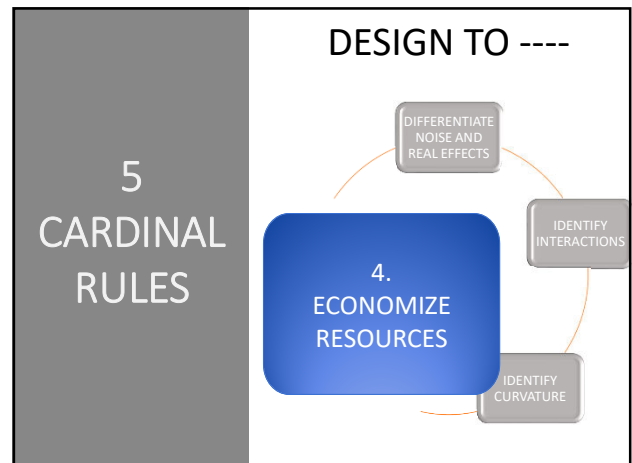 5
CARDINAL
RULES
DESIGN TO ----
DIFFERENTIATE
NOISE AND
REAL EFFECTS
IDENTIFY
INTERACTIONS
IDENTIFY
CURVATURE
4.
ECONOMIZE
RESOURCES